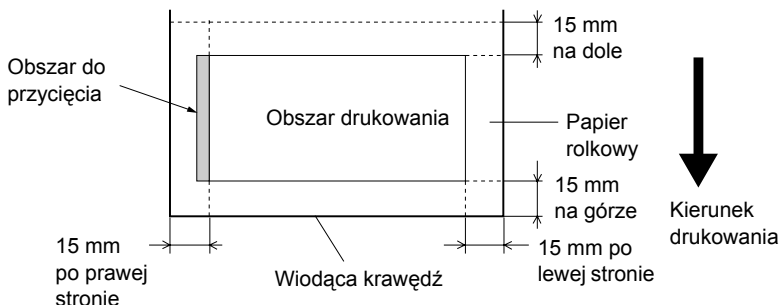 15 mm
na dole
Obszar do
przycięcia
Obszar drukowania
Papier
rolkowy
15 mm
na górze
Kierunek
drukowania
15 mm
po prawej
stronie
Wiodąca krawędź
15 mm po
lewej stronie